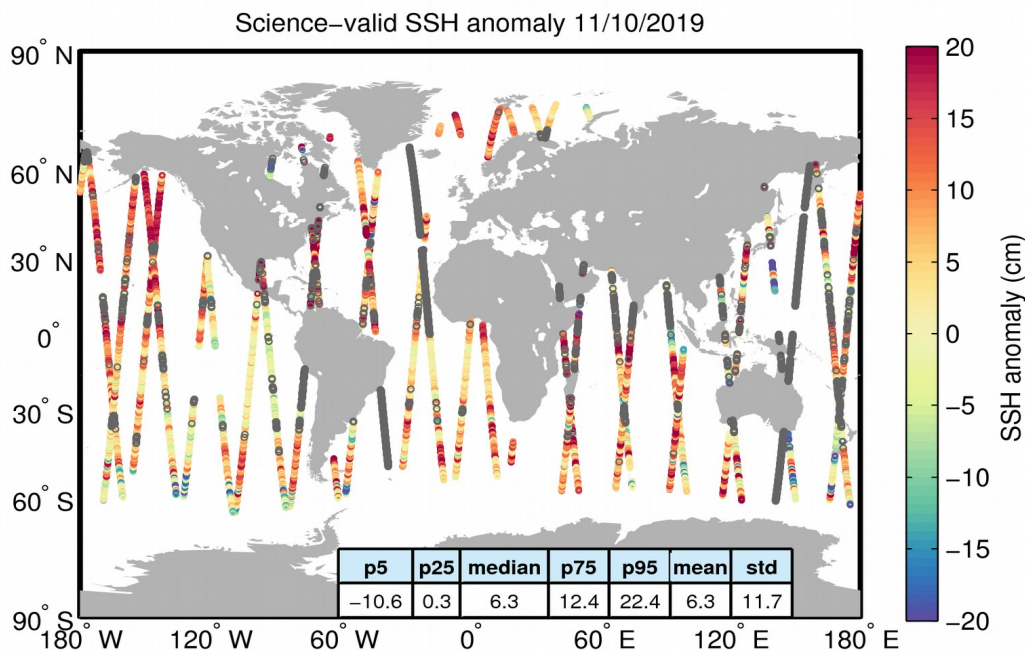 Science−valid SSH anomaly 11/10/2019
90° N
60° N
30° N
0°
30° S
60° S
90° S
180° W
120° W
60° W
0°
60° E
120° E
180° E
p5 p25 median p75 p95 mean std
−10.6 0.3 6.3 12.4 22.4 6.3 11.7
20
15
10
5
0
−5
−10
−15
−20
SSH anomaly (cm)